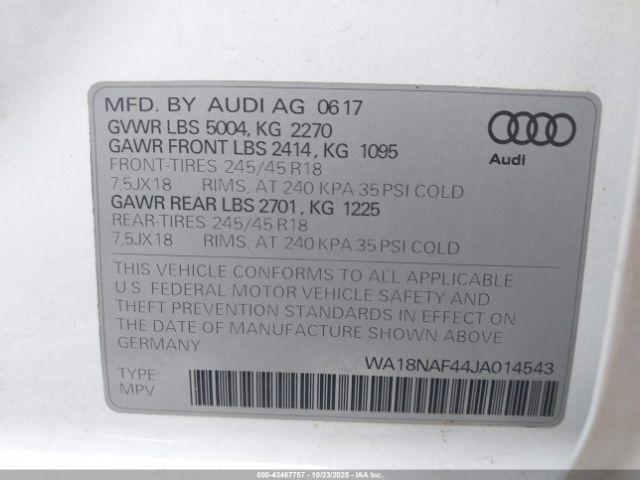 MFD. BY AUDI AG 06 17
GVWR LBS 5004, KG 2270
GAWR FRONT LBS 2414, KG 1095
FRONT-TIRES 245/45 R18
7,5JX18 RIMS, AT 240 KPA 35 PSI COLD
GAWR REAR LBS 2701, KG 1225
REAR-TIRES 245/45 R18
7,5JX18 RIMS, AT 240 KPA 35 PSI COLD
Audi
THIS VEHICLE CONFORMS TO ALL APPLICABLE
U.S. FEDERAL MOTOR VEHICLE SAFETY AND
THEFT PREVENTION STANDARDS IN EFFECT ON
THE DATE OF MANUFACTURE SHOWN ABOVE.
GERMANY
WA18NAF44JA014543
TYPE
MPV
000-43467757 - 10/23/2025 - IAA, Inc.